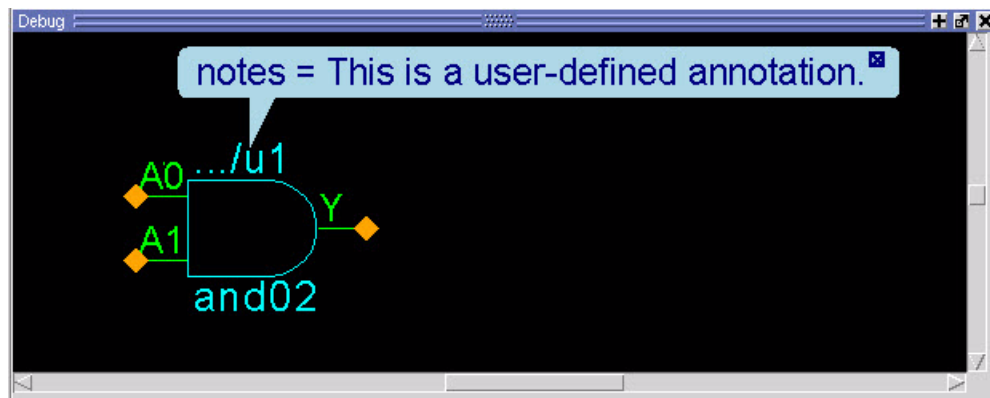 Debug
notes = This is a user-defined annotation.
.../u1
A0
Y
A1
and02